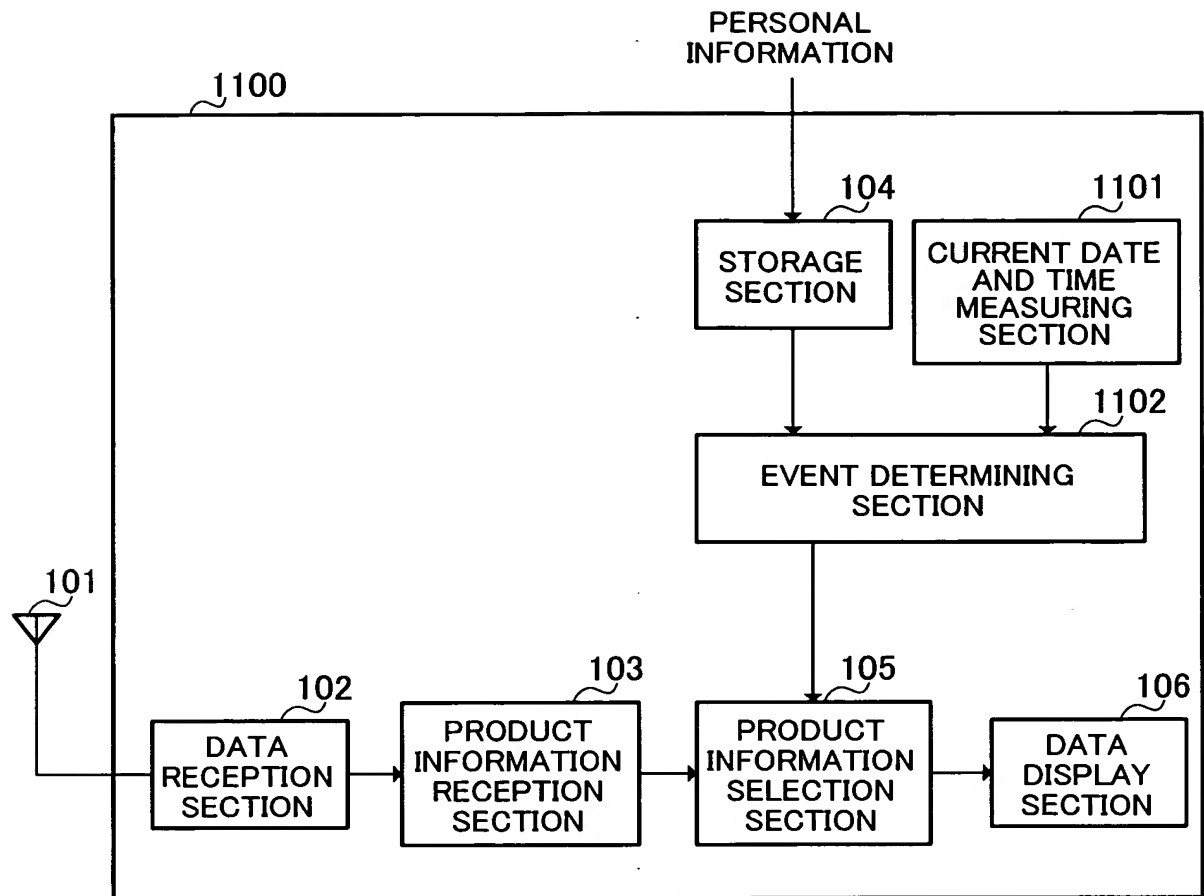 PERSONAL
INFORMATION
1100
104
STORAGE
SECTION
1101
CURRENT DATE
AND TIME
MEASURING
SECTION
1102
EVENT DETERMINING
SECTION
101
102
DATA
RECEPTION
SECTION
103
PRODUCT
INFORMATION
RECEPTION
SECTION
105
PRODUCT
INFORMATION
SELECTION
SECTION
106
DATA
DISPLAY
SECTION